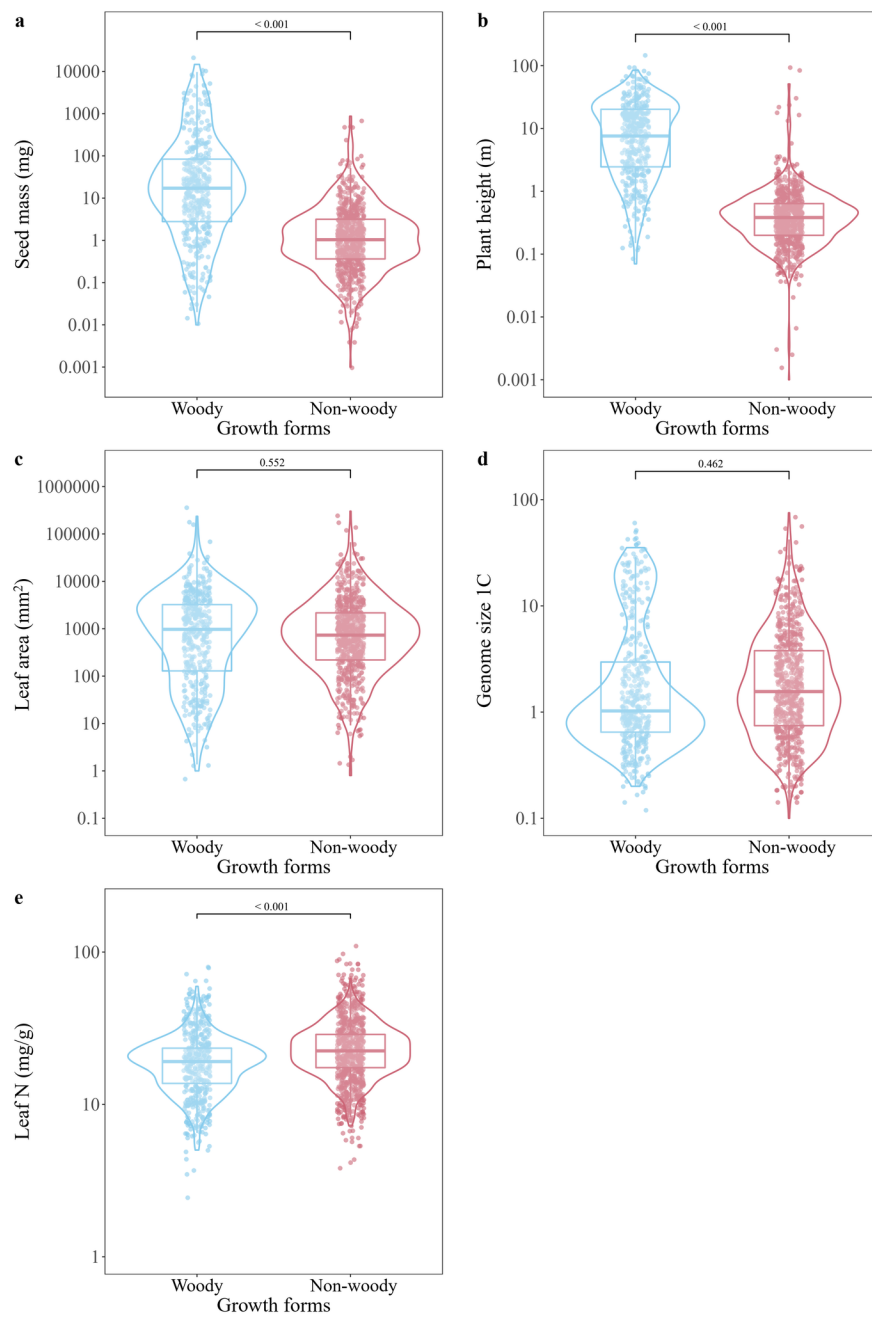 a
< 0.001
10000
1000
100
10
1
0.1
0.01
0.001
Seed mass (mg)
Woody
Non-woody
Growth forms
b
< 0.001
100
10
1
0.1
0.01
0.001
Plant height (m)
Woody
Non-woody
Growth forms
c
0.552
1000000
100000
10000
1000
100
10
1
0.1
Leaf area (mm²)
Woody
Non-woody
Growth forms
d
0.462
100
10
1
0.1
Genome size 1C
Woody
Non-woody
Growth forms
e
< 0.001
100
10
1
Leaf N (mg/g)
Woody
Non-woody
Growth forms